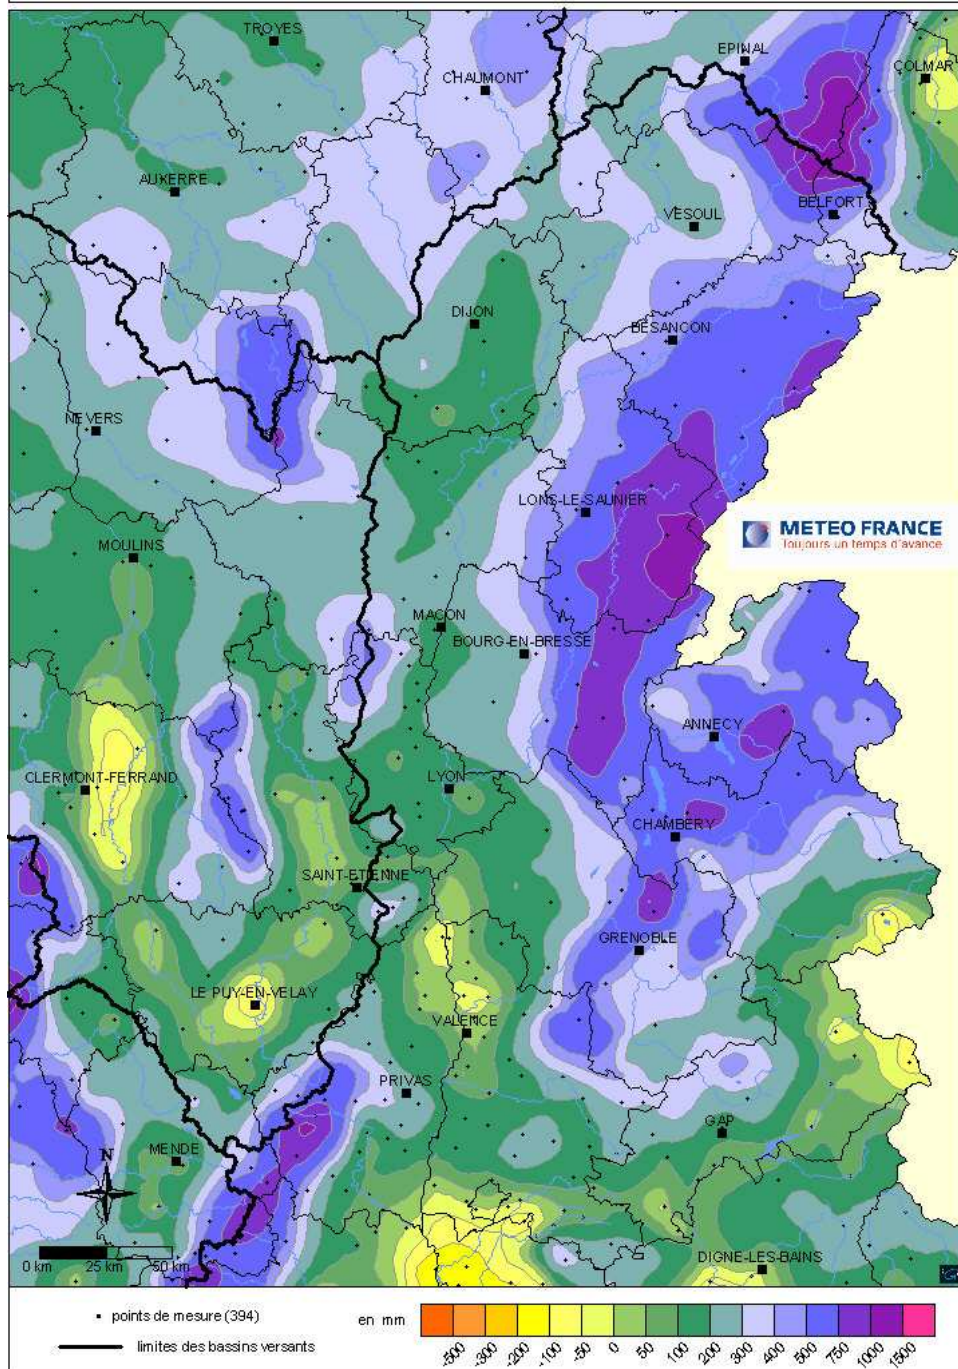 TROYES
EPINAL
CHAUMONT
COLMAR
AUXERRE
BELFORT
VESOUL
DIJON
BESANCON
NEVERS
LONS-LE-SAUNIER
METEO FRANCE
Toujours un temps d'avance
MOULINS
MACON
BOURG-EN-BRESSE
ANNECY
CLERMONT-FERRAND
LYON
CHAMBERY
SAINT-ETIENNE
GRENOBLE
LE PUY-EN-VELAY
VALENCE
PRIVAS
GAP
MENDE
N
DIGNE-LES-BAINS
0 km 25 km 50 km
points de mesure (394)
limites des bassins versants
en mm
-500 -300 -200 -100 -50 0 50 100 200 300 400 500 750 1000 1500